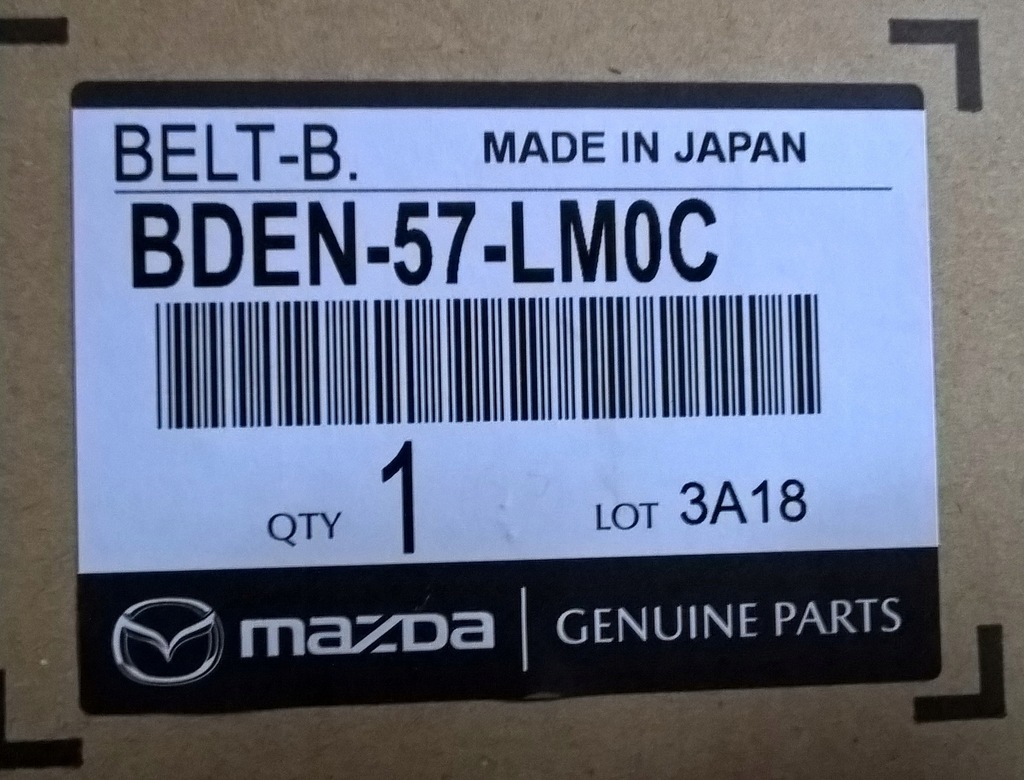 BELT-B. MADE IN JAPAN
BDEN-57-LM0C
QTY 1 LOT 3A18
mazda GENUINE PARTS